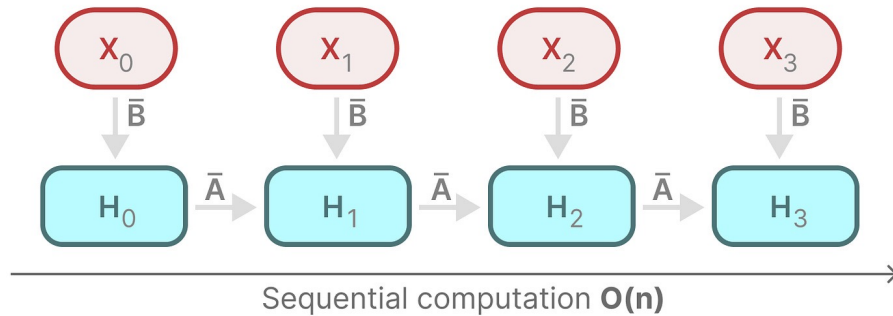 X₀ X₁ X₂ X₃
B̄ B̄ B̄ B̄
H₀ Ā H₁ Ā H₂ Ā H₃
Sequential computation O(n)